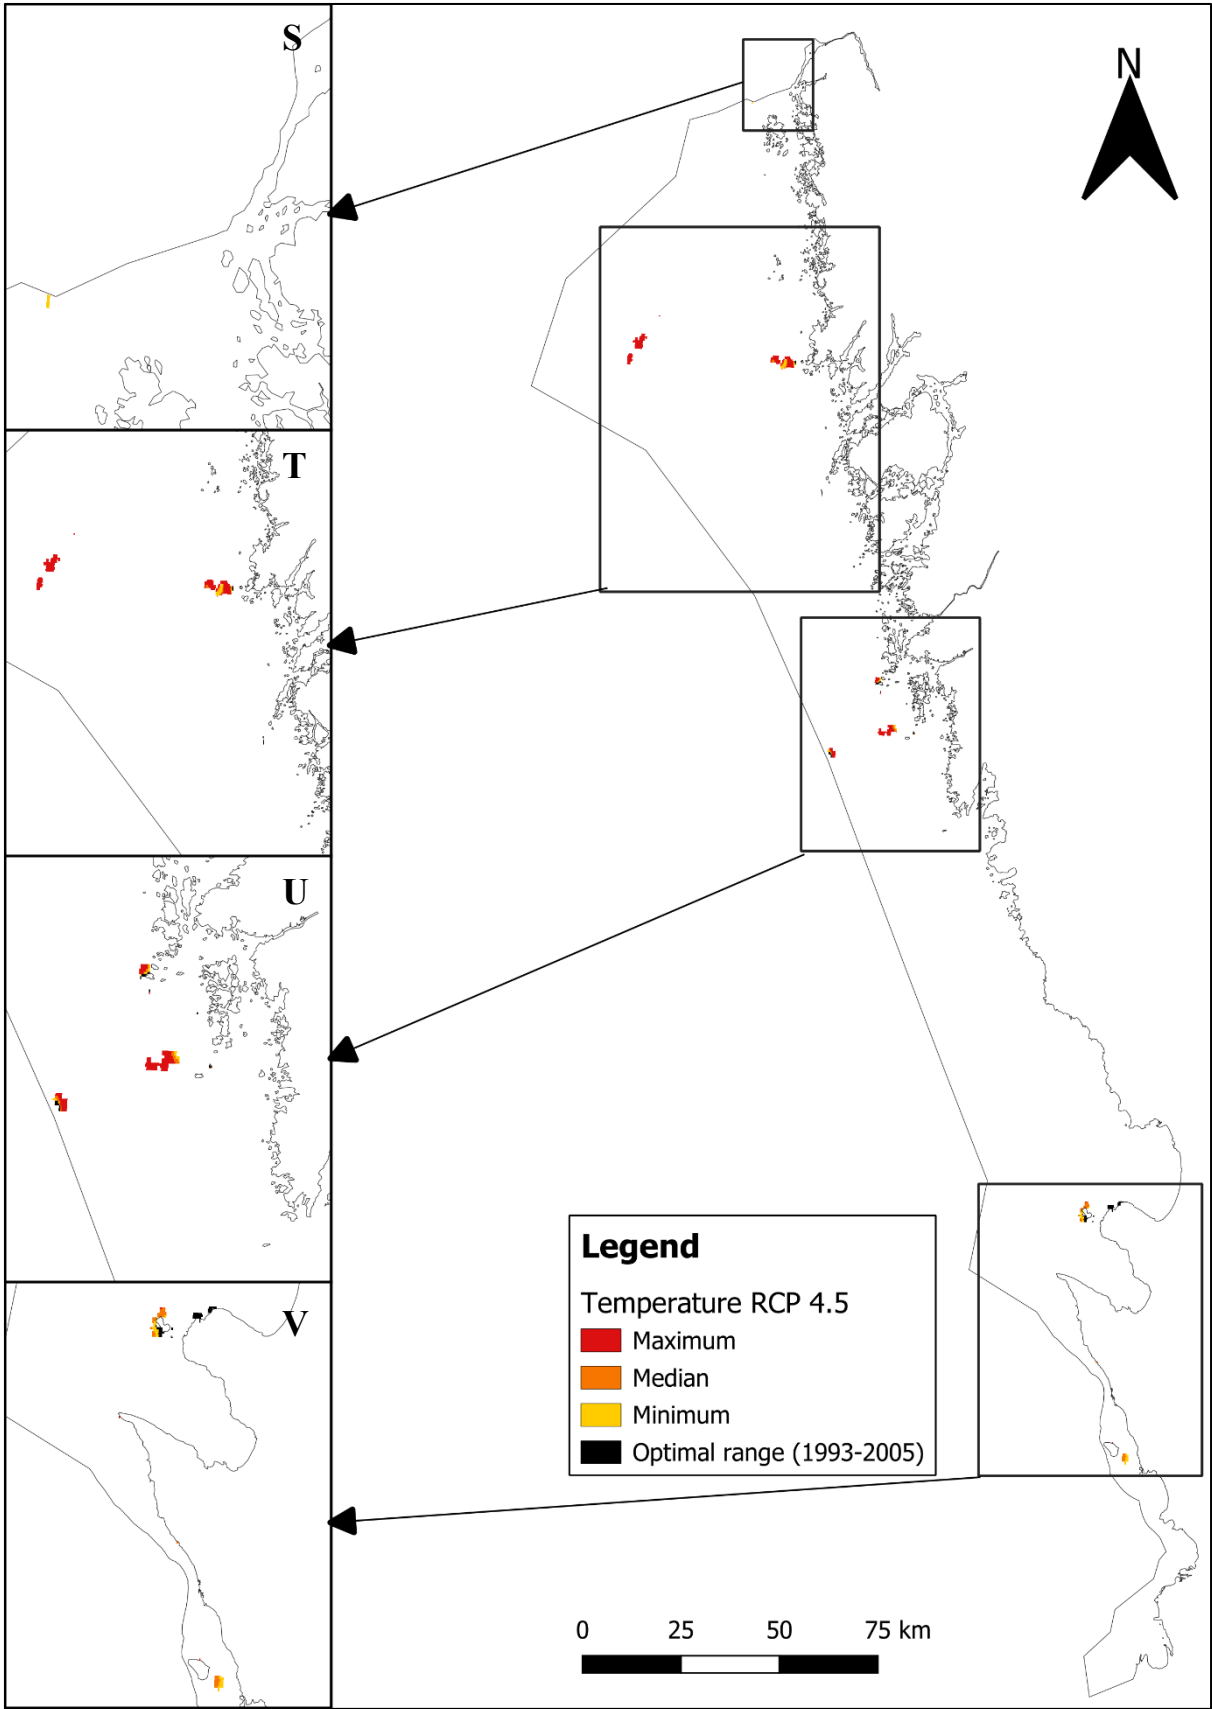 S
N
T
U
V
Legend
Temperature RCP 4.5
Maximum
Median
Minimum
Optimal range (1993-2005)
0 25 50 75 km